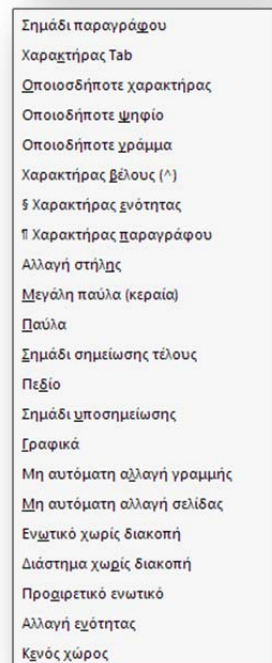 Σημάδι παραγράφου
Χαρακτήρας Tab
Οποιοσδήποτε χαρακτήρας
Οποιοδήποτε ψηφίο
Οποιοδήποτε γράμμα
Χαρακτήρας βέλους (^)
§ Χαρακτήρας ενότητας
¶ Χαρακτήρας παραγράφου
Αλλαγή στήλης
Μεγάλη παύλα (κεραία)
Παύλα
Σημάδι σημείωσης τέλους
Πεδίο
Σημάδι υποσημείωσης
Γραφικά
Μη αυτόματη αλλαγή γραμμής
Μη αυτόματη αλλαγή σελίδας
Ενωτικό χωρίς διακοπή
Διάστημα χωρίς διακοπή
Προαιρετικό ενωτικό
Αλλαγή ενότητας
Κενός χώρος